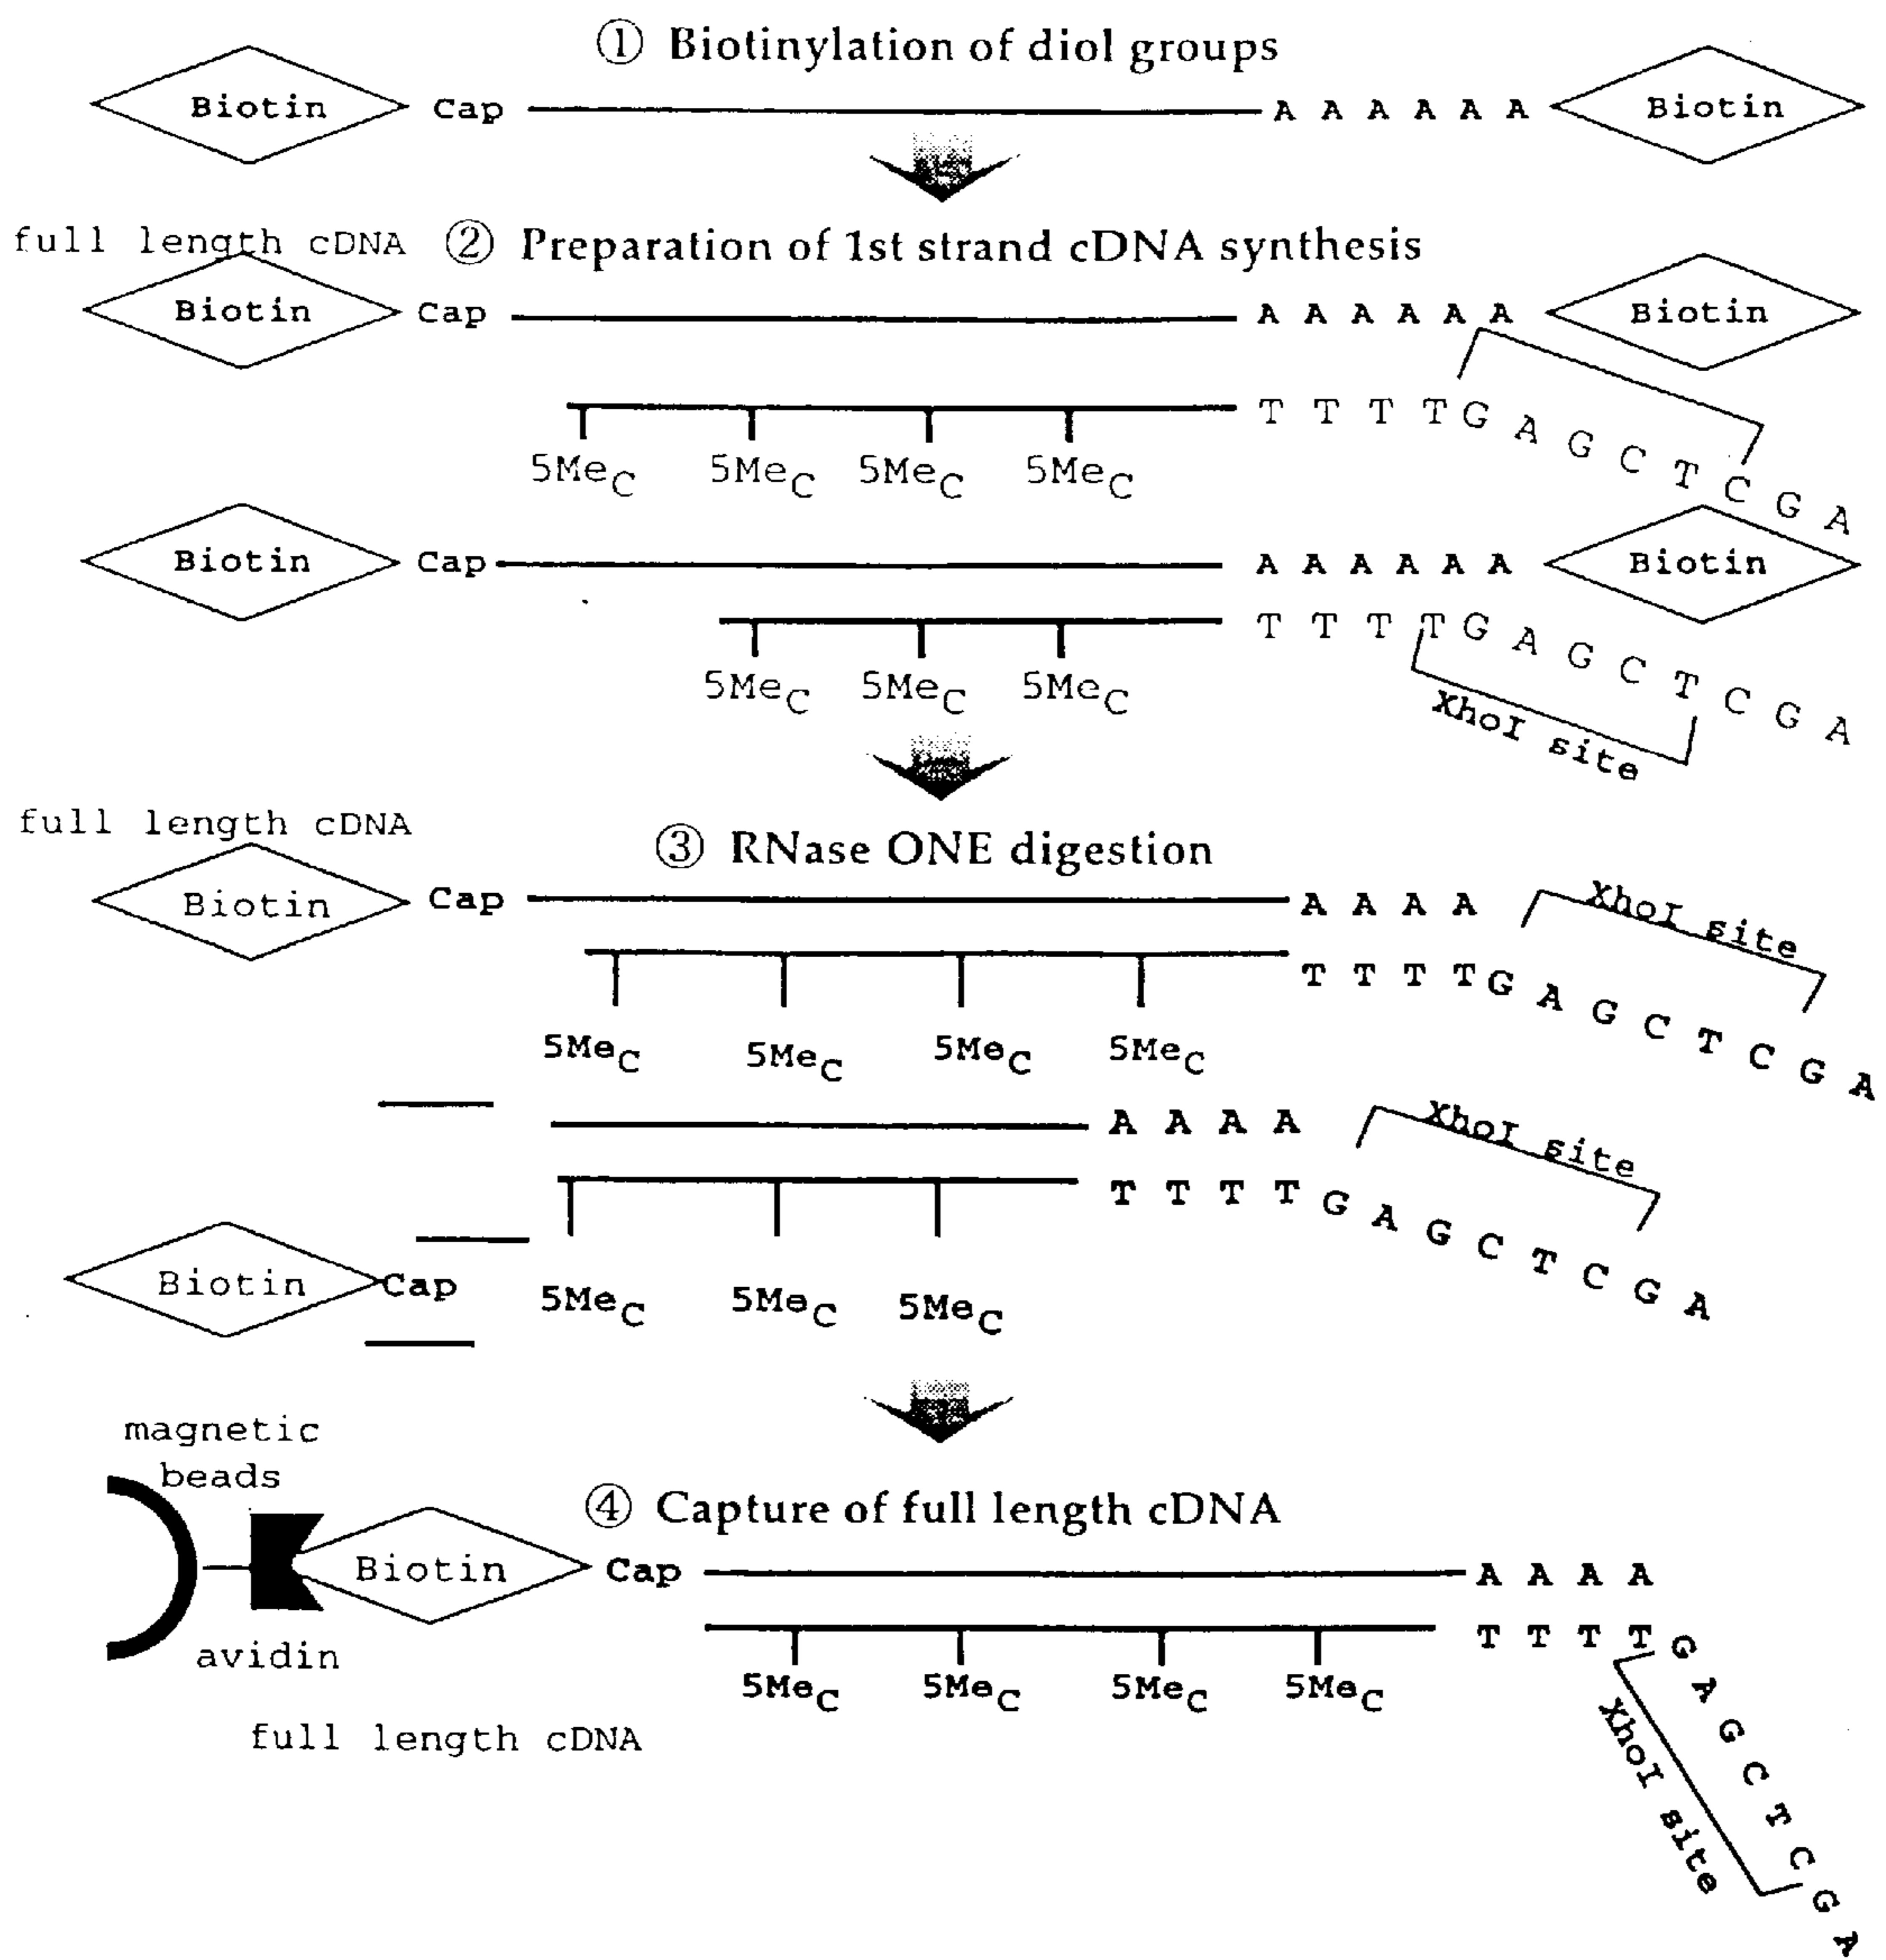 ① Biotinylation of diol groups
Biotin Cap A A A A A A Biotin
full length cDNA ② Preparation of 1st strand cDNA synthesis
Biotin Cap A A A A A A Biotin
T T T T G A G C T C G A
5MeC 5MeC 5MeC 5MeC
Biotin Cap A A A A A A Biotin
T T T T G A G C T C G A
5MeC 5MeC 5MeC
XhoI site
full length cDNA
③ RNase ONE digestion
Biotin Cap A A A A XhoI site
T T T T G A G C T C G A
5MeC 5MeC 5MeC 5MeC
A A A A XhoI site
T T T T G A G C T C G A
Biotin Cap 5MeC 5MeC 5MeC
magnetic
beads
④ Capture of full length cDNA
Biotin Cap A A A A
T T T T G A G C T C G A
avidin
5MeC 5MeC 5MeC 5MeC
XhoI site
full length cDNA